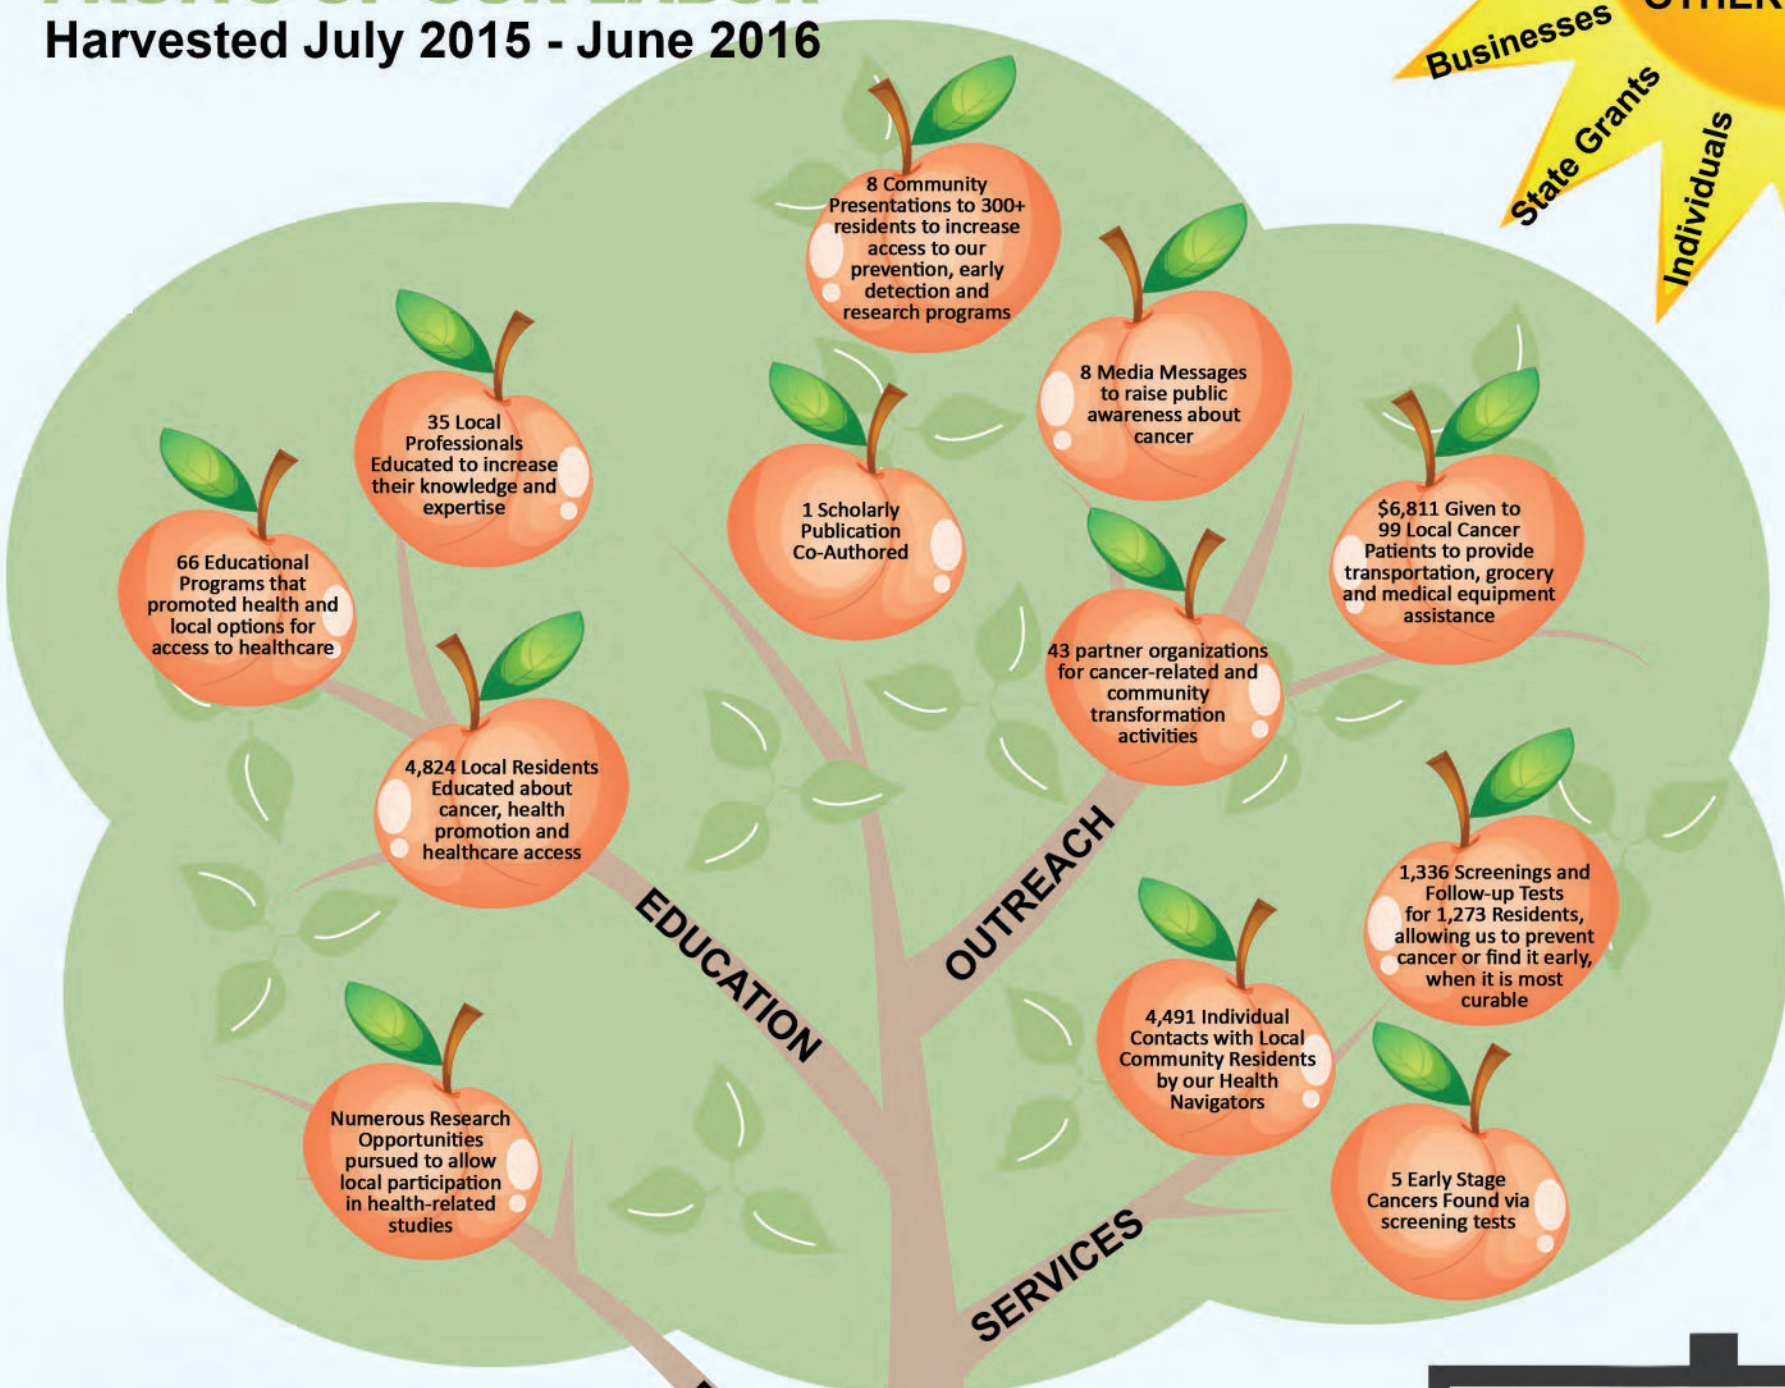 FRUITS OF OUR LABOR
Harvested July 2015 - June 2016
OTHER
Businesses
State Grants
Individuals
8 Community
Presentations to 300+
residents to increase
access to our
prevention, early
detection and
research programs
8 Media Messages
to raise public
awareness about
cancer
35 Local
Professionals
Educated to increase
their knowledge and
expertise
66 Educational
Programs that
promoted health and
local options for
access to healthcare
1 Scholarly
Publication
Co-Authored
$6,811 Given to
99 Local Cancer
Patients to provide
transportation, grocery
and medical equipment
assistance
43 partner organizations
for cancer-related and
community
transformation
activities
4,824 Local Residents
Educated about
cancer, health
promotion and
healthcare access
EDUCATION
OUTREACH
1,336 Screenings and
Follow-up Tests
for 1,273 Residents,
allowing us to prevent
cancer or find it early,
when it is most
curable
4,491 Individual
Contacts with Local
Community Residents
by our Health
Navigators
Numerous Research
Opportunities
pursued to allow
local participation
in health-related
studies
5 Early Stage
Cancers Found via
screening tests
SERVICES